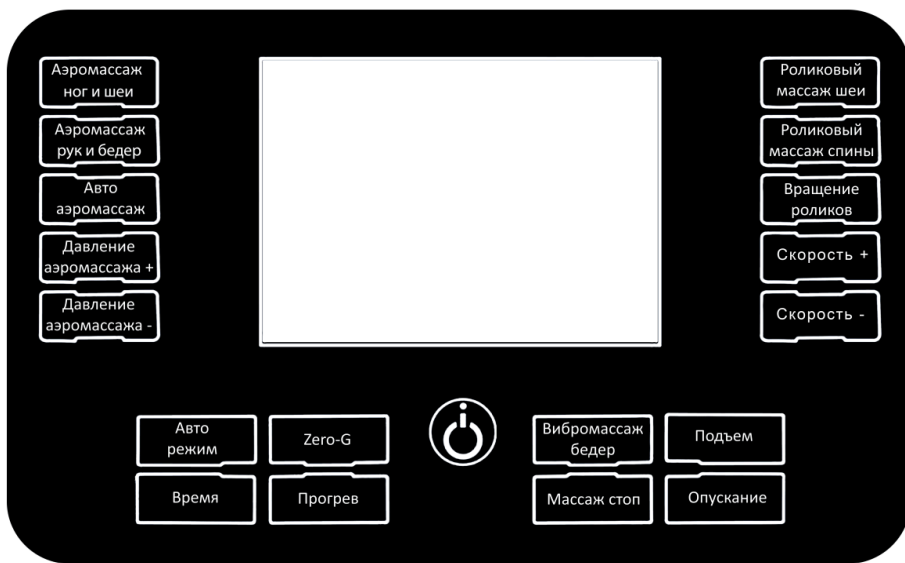 Аэромассаж
ног и шеи
Аэромассаж
рук и бедер
Авто
аэромассаж
Давление
аэромассажа +
Давление
аэромассажа -
Роликовый
массаж шеи
Роликовый
массаж спины
Вращение
роликов
Скорость +
Скорость -
Авто
режим
Zero-G
Время
Прогрев
Вибромассаж
бедер
Подъем
Массаж стоп
Опускание